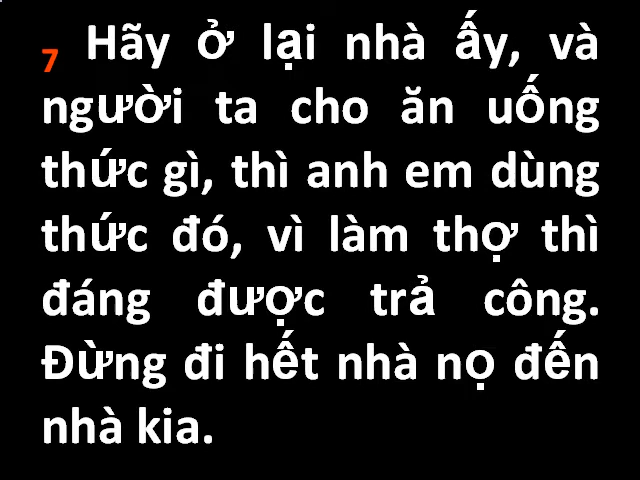 7 Hãy ở lại nhà ấy, và
người ta cho ăn uống
thức gì, thì anh em dùng
thức đó, vì làm thợ thì
đáng được trả công.
Đừng đi hết nhà nọ đến
nhà kia.